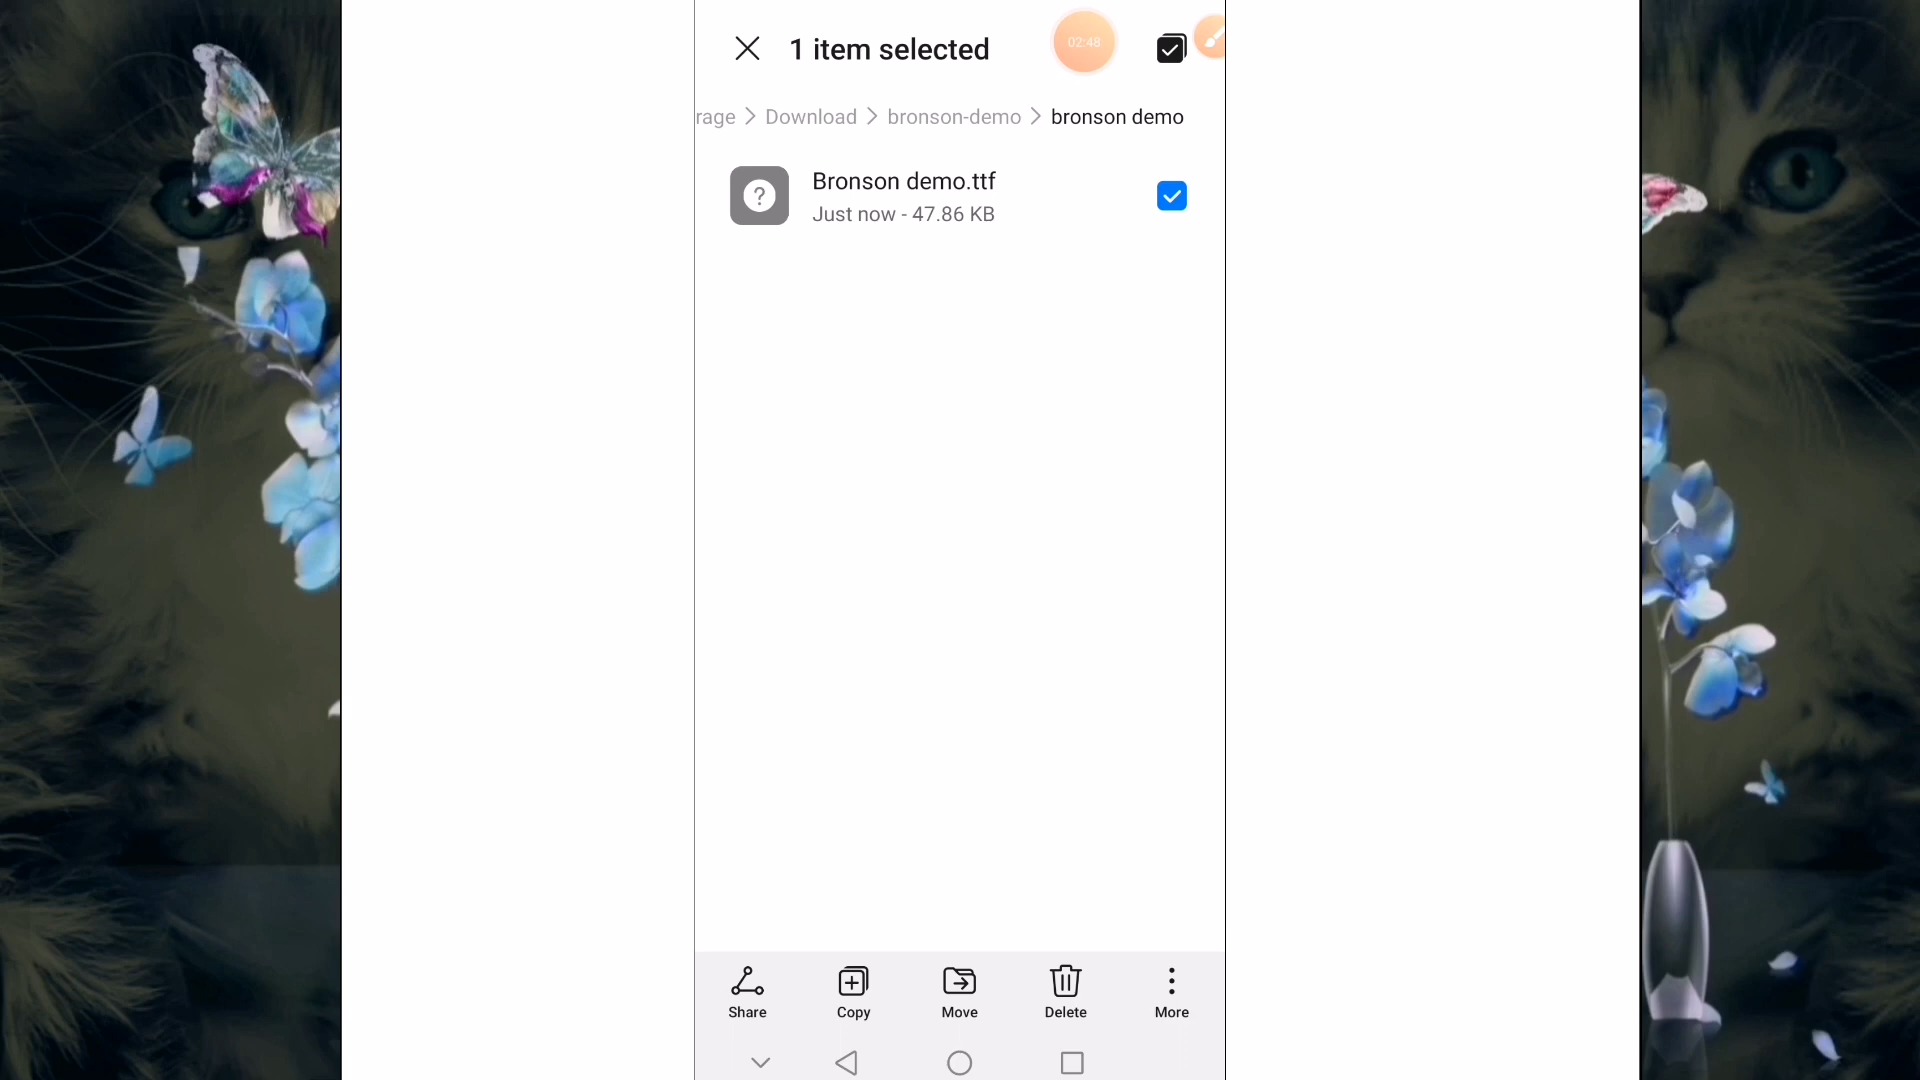 1 item selected
02:48
rage > Download > bronson-demo > bronson demo
Bronson demo.ttf
Just now - 47.86 KB
Share
Copy
Move
Delete
More